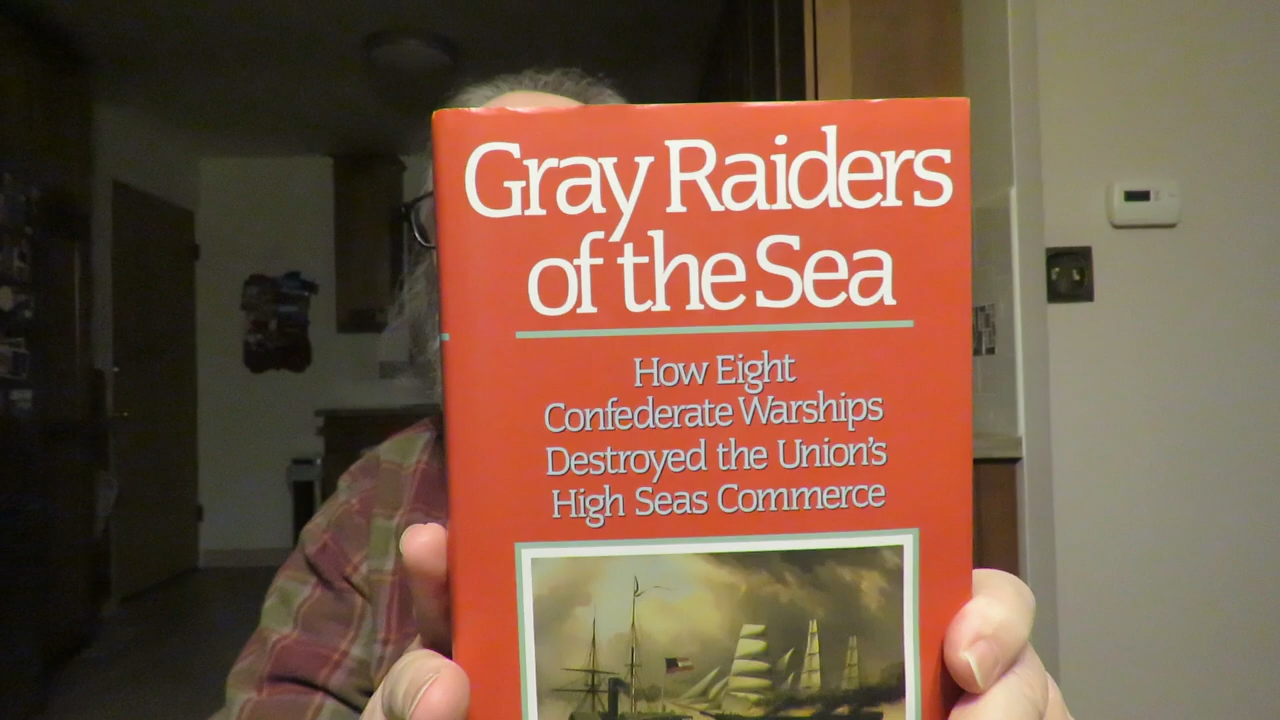 Gray Raiders
of the Sea
How Eight
Confederate Warships
Destroyed the Union's
High Seas Commerce